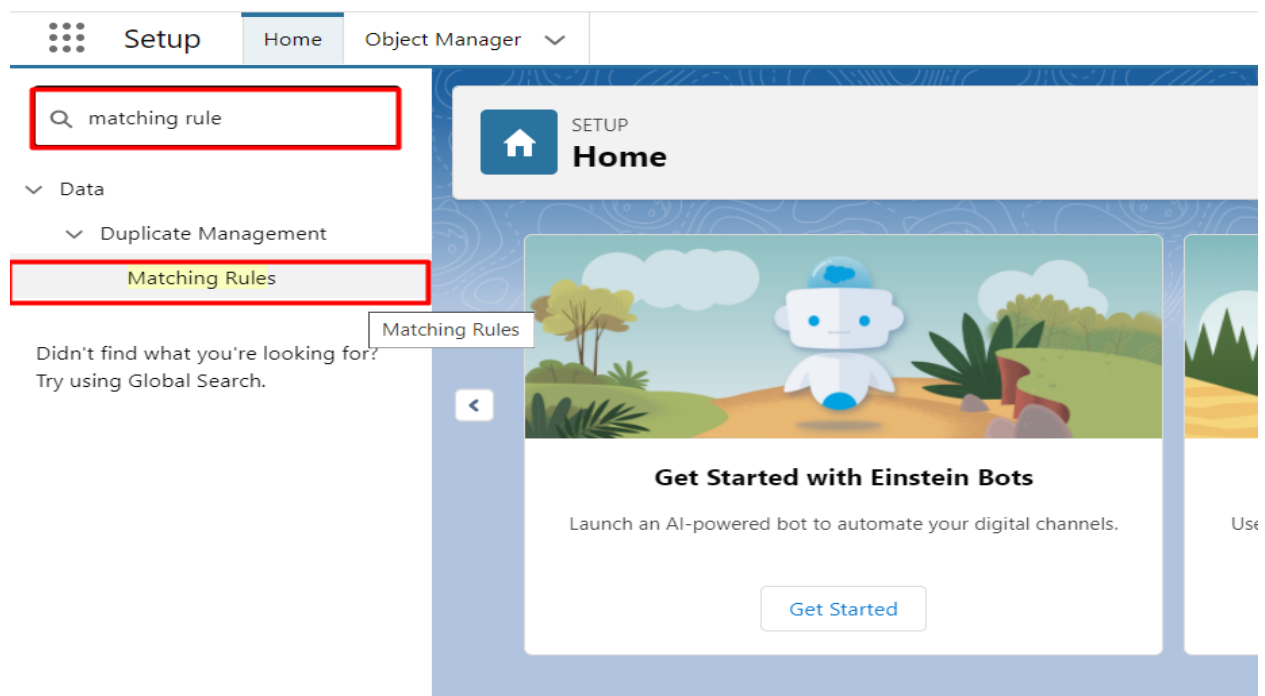 Setup
Home
Object Manager
matching rule
Data
Duplicate Management
Matching Rules
Matching Rules
Didn't find what you're looking for?
Try using Global Search.
SETUP
Home
Get Started with Einstein Bots
Launch an AI-powered bot to automate your digital channels.
Get Started